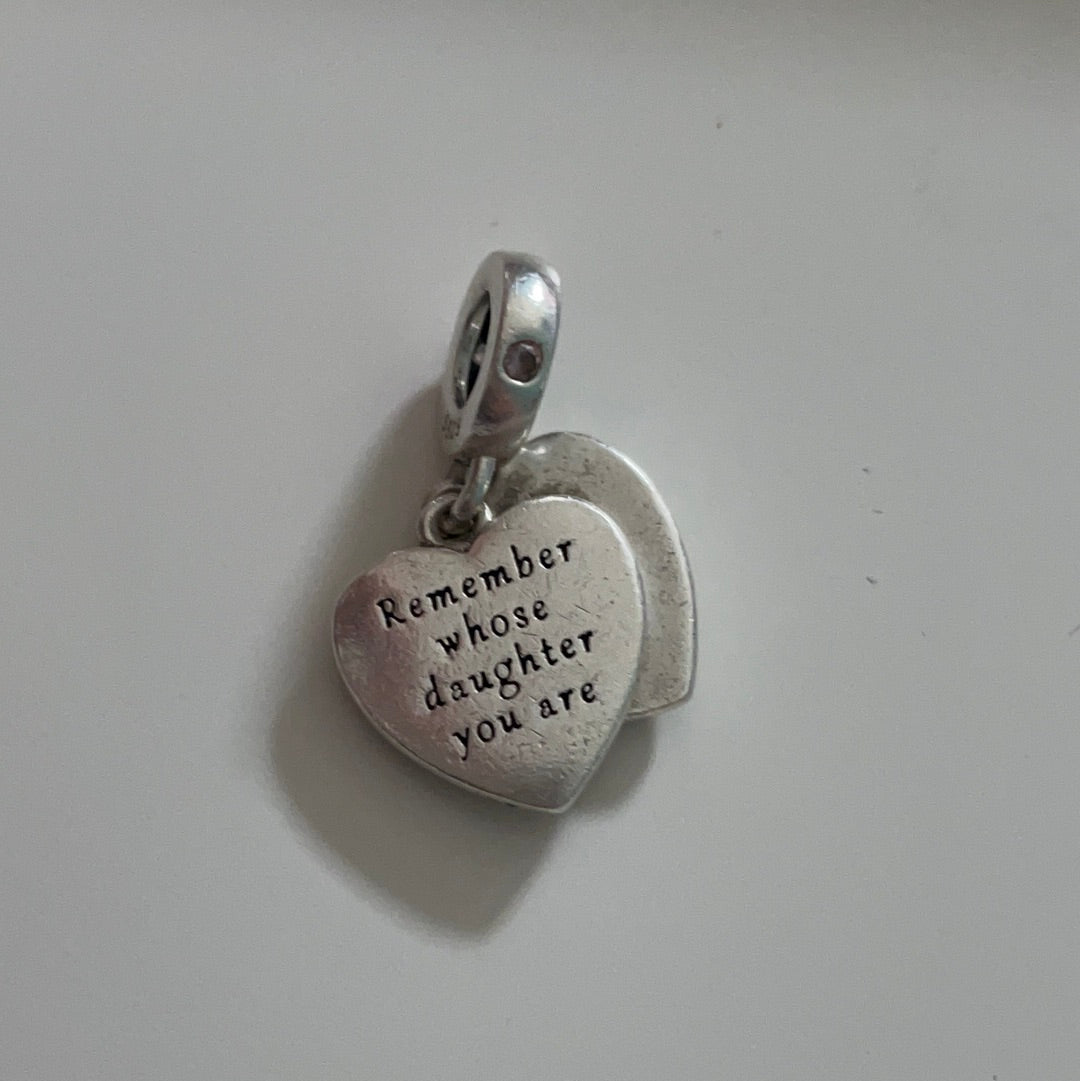 Remember
whose
daughter
you are